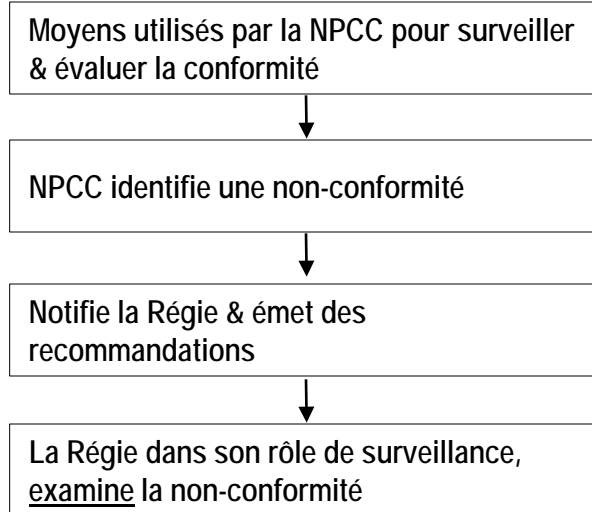 Moyens utilisés par la NPCC pour surveiller
& évaluer la conformité
NPCC identifie une non-conformité
Notifie la Régie & émet des
recommandations
La Régie dans son rôle de surveillance,
examine la non-conformité